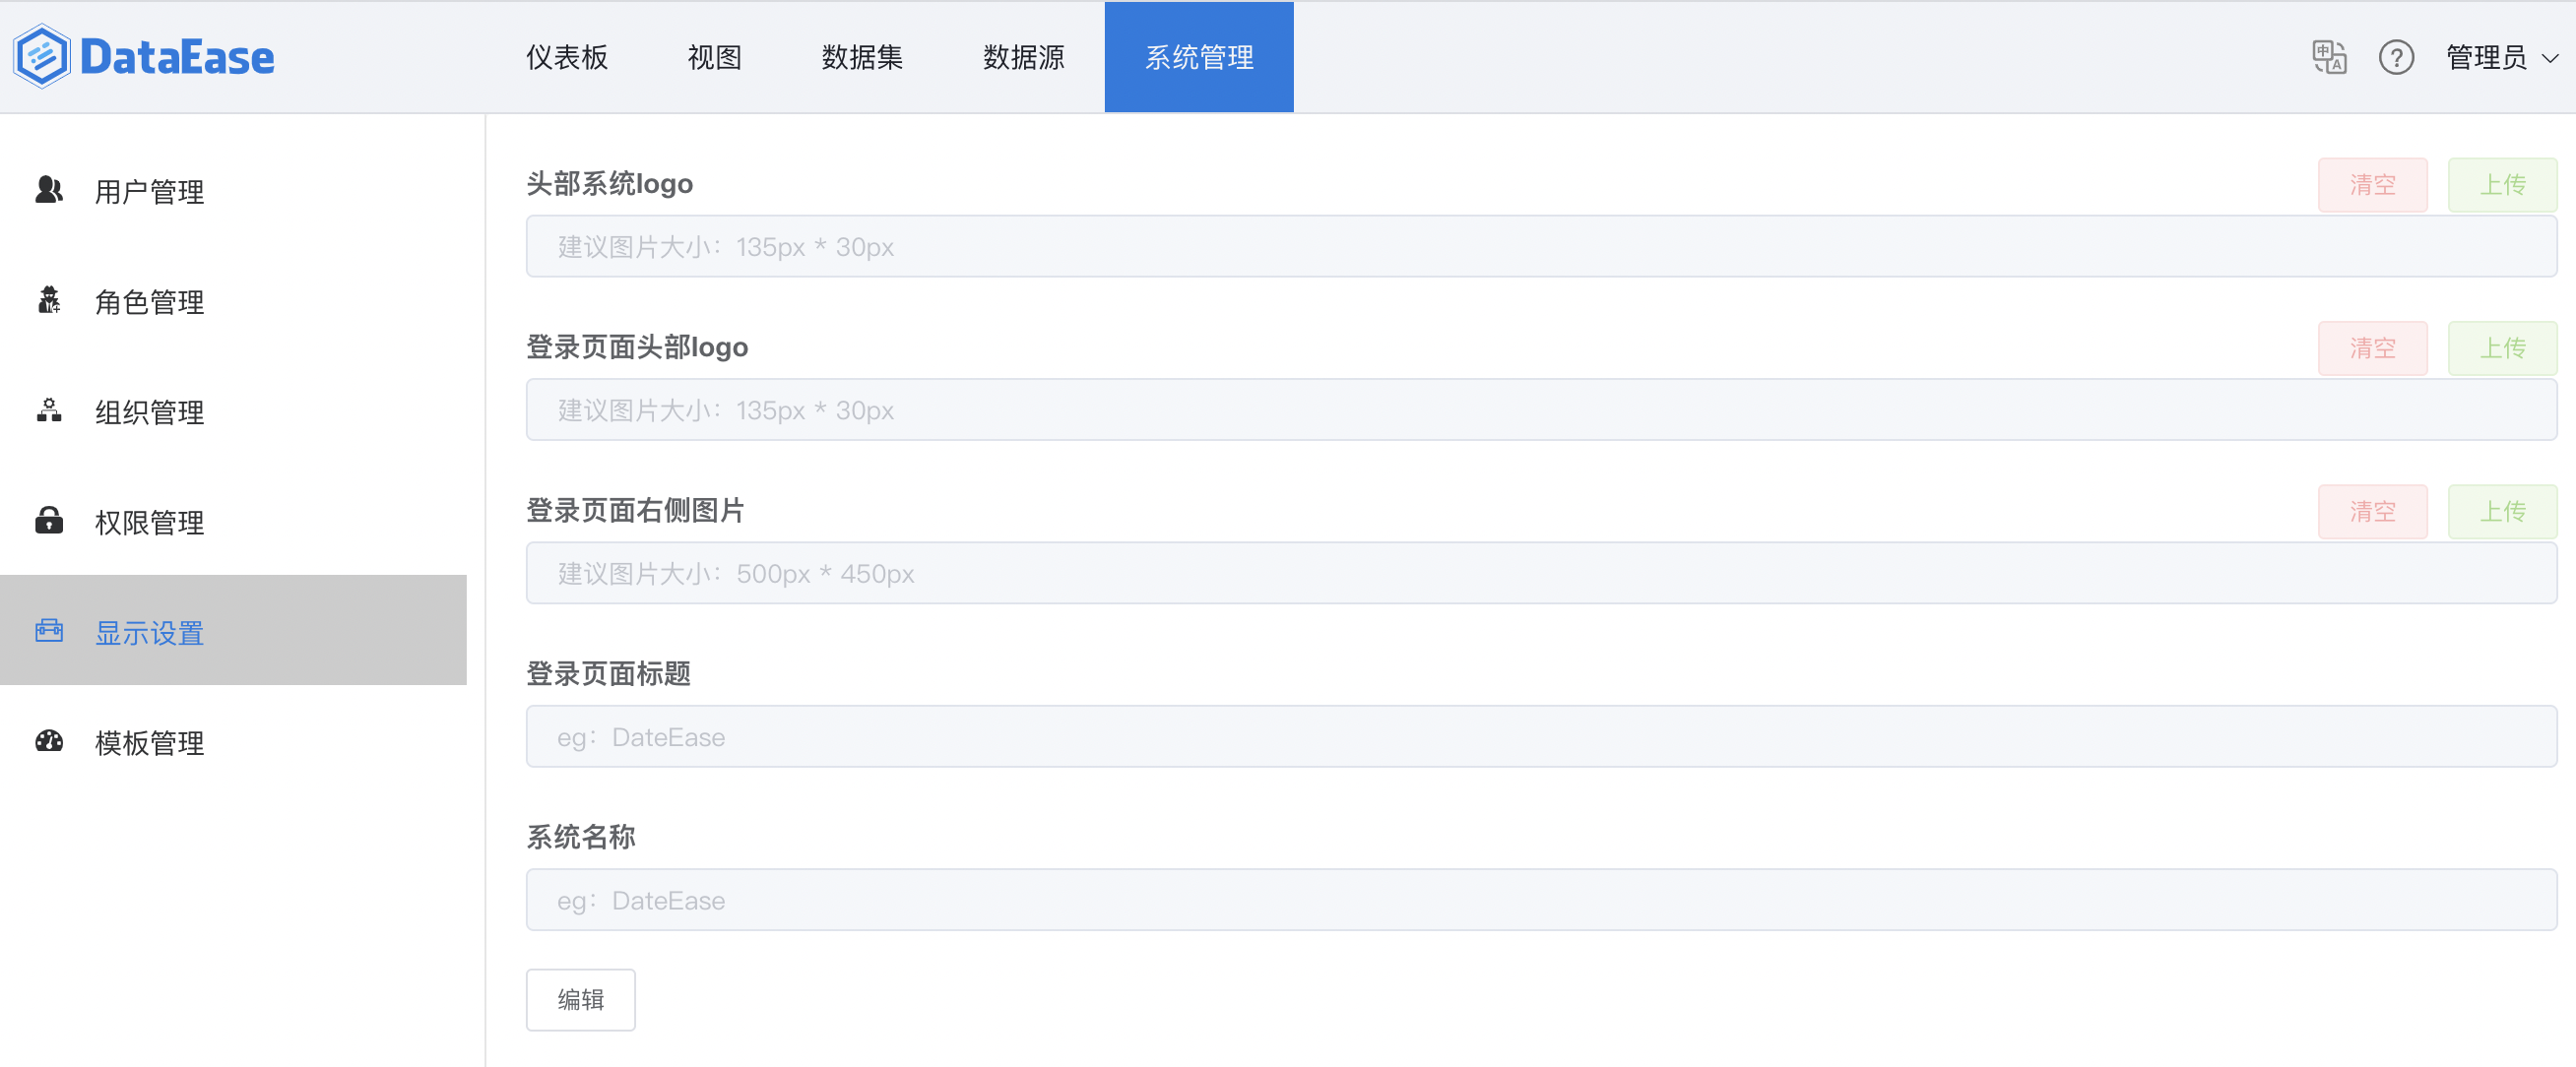 DataEase 仪表板 视图 数据集 数据源 系统管理 管理员
用户管理
角色管理
组织管理
权限管理
显示设置
模板管理
头部系统logo 清空 上传
建议图片大小：135px * 30px
登录页面头部logo 清空 上传
建议图片大小：135px * 30px
登录页面右侧图片 清空 上传
建议图片大小：500px * 450px
登录页面标题
eg：DateEase
系统名称
eg：DateEase
编辑